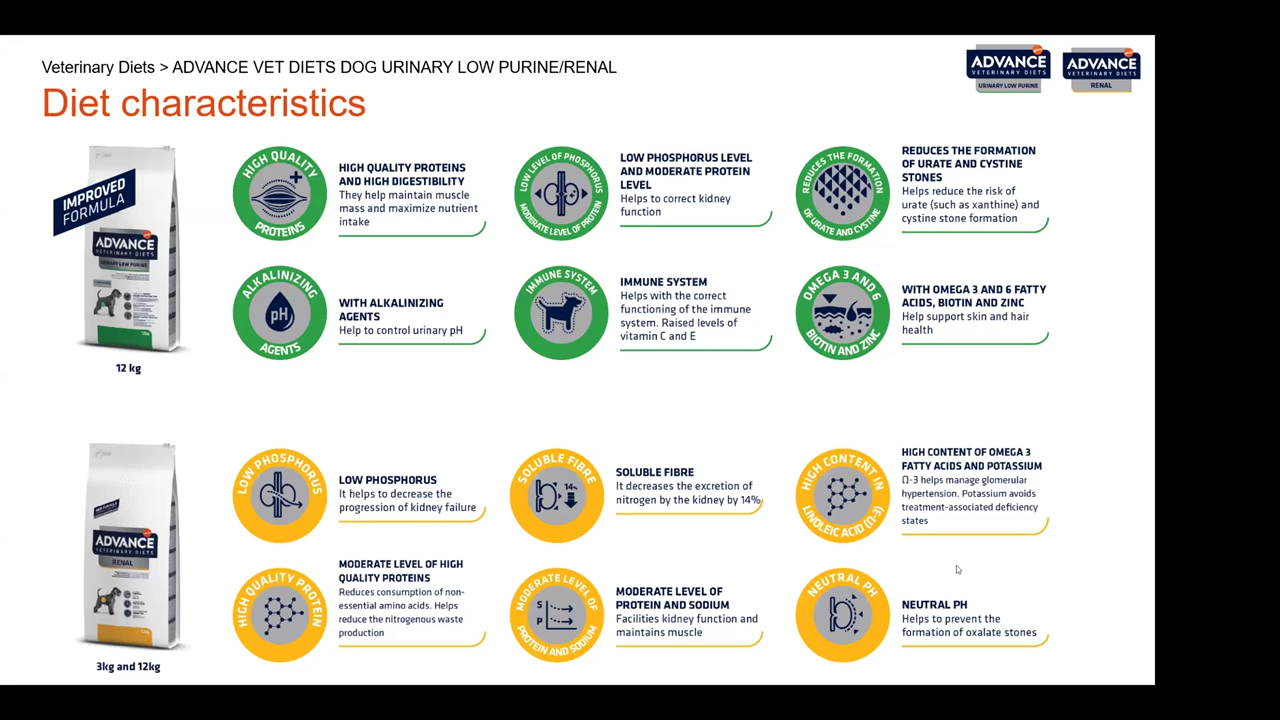 Veterinary Diets > ADVANCE VET DIETS DOG URINARY LOW PURINE/RENAL
Diet characteristics
ADVANCE
VETERINARY DIETS
URINARY LOW PURINE
ADVANCE
VETERINARY DIETS
RENAL
IMPROVED
FORMULA
ADVANCE
VETERINARY DIETS
URINARY LOW PURINE
12 kg
HIGH QUALITY
PROTEINS
HIGH QUALITY PROTEINS
AND HIGH DIGESTIBILITY
They help maintain muscle
mass and maximize nutrient
intake
LOW LEVEL OF PHOSPHORUS
MODERATE LEVEL OF PROTEIN
LOW PHOSPHORUS LEVEL
AND MODERATE PROTEIN
LEVEL
Helps to correct kidney
function
REDUCES THE FORMATION
OF URATE AND CYSTINE
REDUCES THE FORMATION
OF URATE AND CYSTINE
STONES
Helps reduce the risk of
urate (such as xanthine) and
cystine stone formation
ALKALINIZING
pH
AGENTS
WITH ALKALINIZING
AGENTS
Help to control urinary pH
IMMUNE SYSTEM
IMMUNE SYSTEM
Helps with the correct
functioning of the immune
system. Raised levels of
vitamin C and E
OMEGA 3 AND 6
BIOTIN AND ZINC
WITH OMEGA 3 AND 6 FATTY
ACIDS, BIOTIN AND ZINC
Help support skin and hair
health
ADVANCE
VETERINARY DIETS
RENAL
3kg and 12kg
LOW PHOSPHORUS
LOW PHOSPHORUS
It helps to decrease the
progression of kidney failure
SOLUBLE FIBRE
14%
SOLUBLE FIBRE
It decreases the excretion of
nitrogen by the kidney by 14%
HIGH CONTENT IN
LINOLEIC ACID (Ω-3)
HIGH CONTENT OF OMEGA 3
FATTY ACIDS AND POTASSIUM
Ω-3 helps manage glomerular
hypertension. Potassium avoids
treatment-associated deficiency
states
HIGH QUALITY PROTEIN
MODERATE LEVEL OF HIGH
QUALITY PROTEINS
Reduces consumption of non-
essential amino acids. Helps
reduce the nitrogenous waste
production
MODERATE LEVEL OF
S
P
PROTEIN AND SODIUM
MODERATE LEVEL OF
PROTEIN AND SODIUM
Facilities kidney function and
maintains muscle
NEUTRAL PH
NEUTRAL PH
Helps to prevent the
formation of oxalate stones